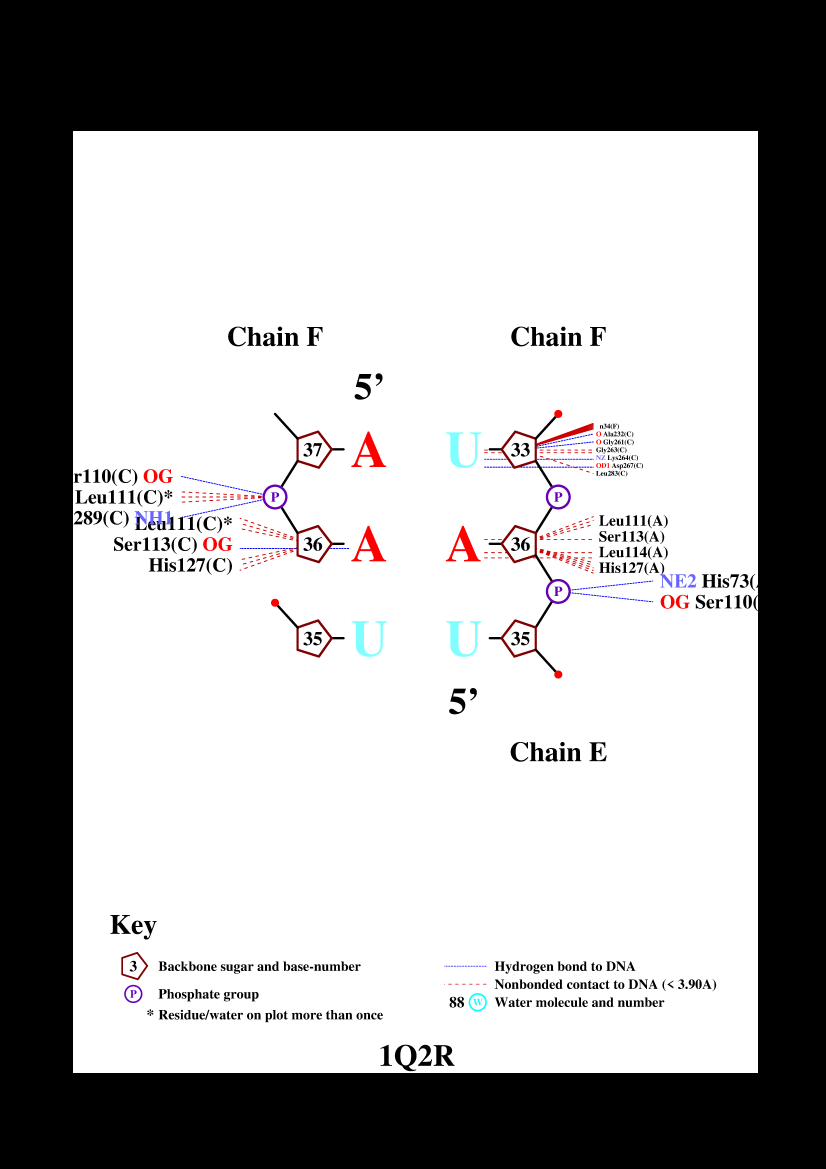 Chain F Chain F
5’
37 A U 33
n34(F)
O Ala232(C)
O Gly261(C)
Gly263(C)
NZ Lys264(C)
OD1 Asp267(C)
Leu283(C)
r110(C) OG
Leu111(C)*
289(C) NH1
P P
Leu111(C)*
Ser113(C) OG
His127(C)
36 A A 36
Leu111(A)
Ser113(A)
Leu114(A)
His127(A)
P
NE2 His73(
OG Ser110(
35 U U 35
5’
Chain E
Key
3 Backbone sugar and base-number
P Phosphate group
* Residue/water on plot more than once
Hydrogen bond to DNA
Nonbonded contact to DNA (< 3.90A)
88 W Water molecule and number
1Q2R